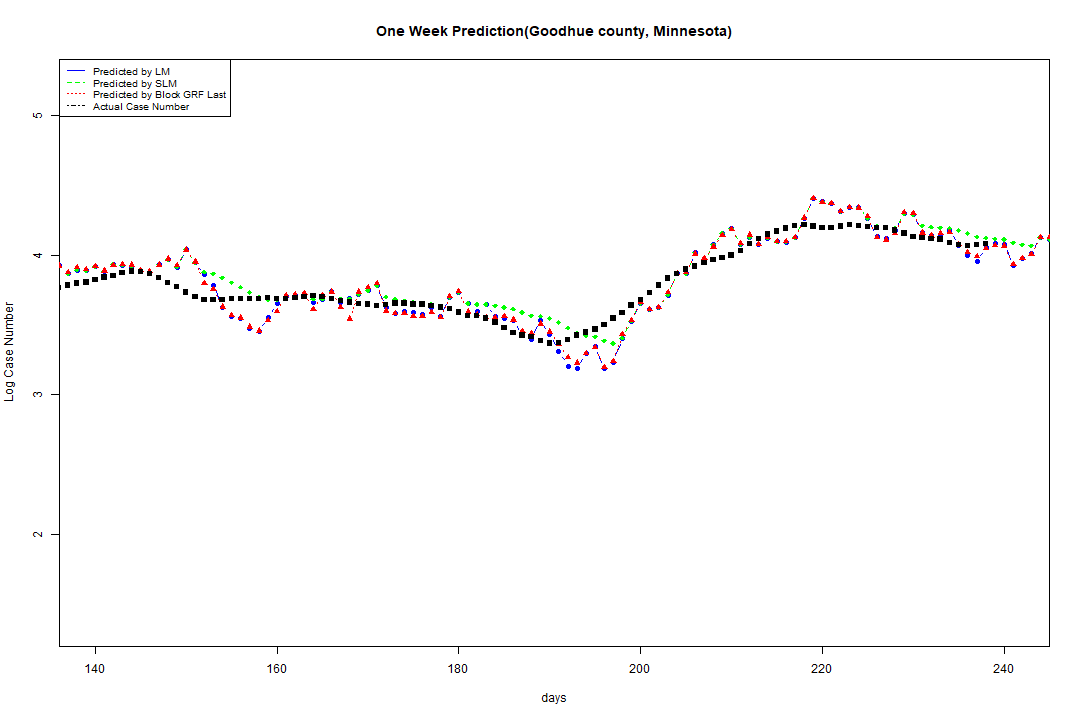 One Week Prediction(Goodhue county, Minnesota)
Predicted by LM
Predicted by SLM
Predicted by Block GRF Last
Actual Case Number
5
4
3
2
Log Case Number
140 160 180 200 220 240
days